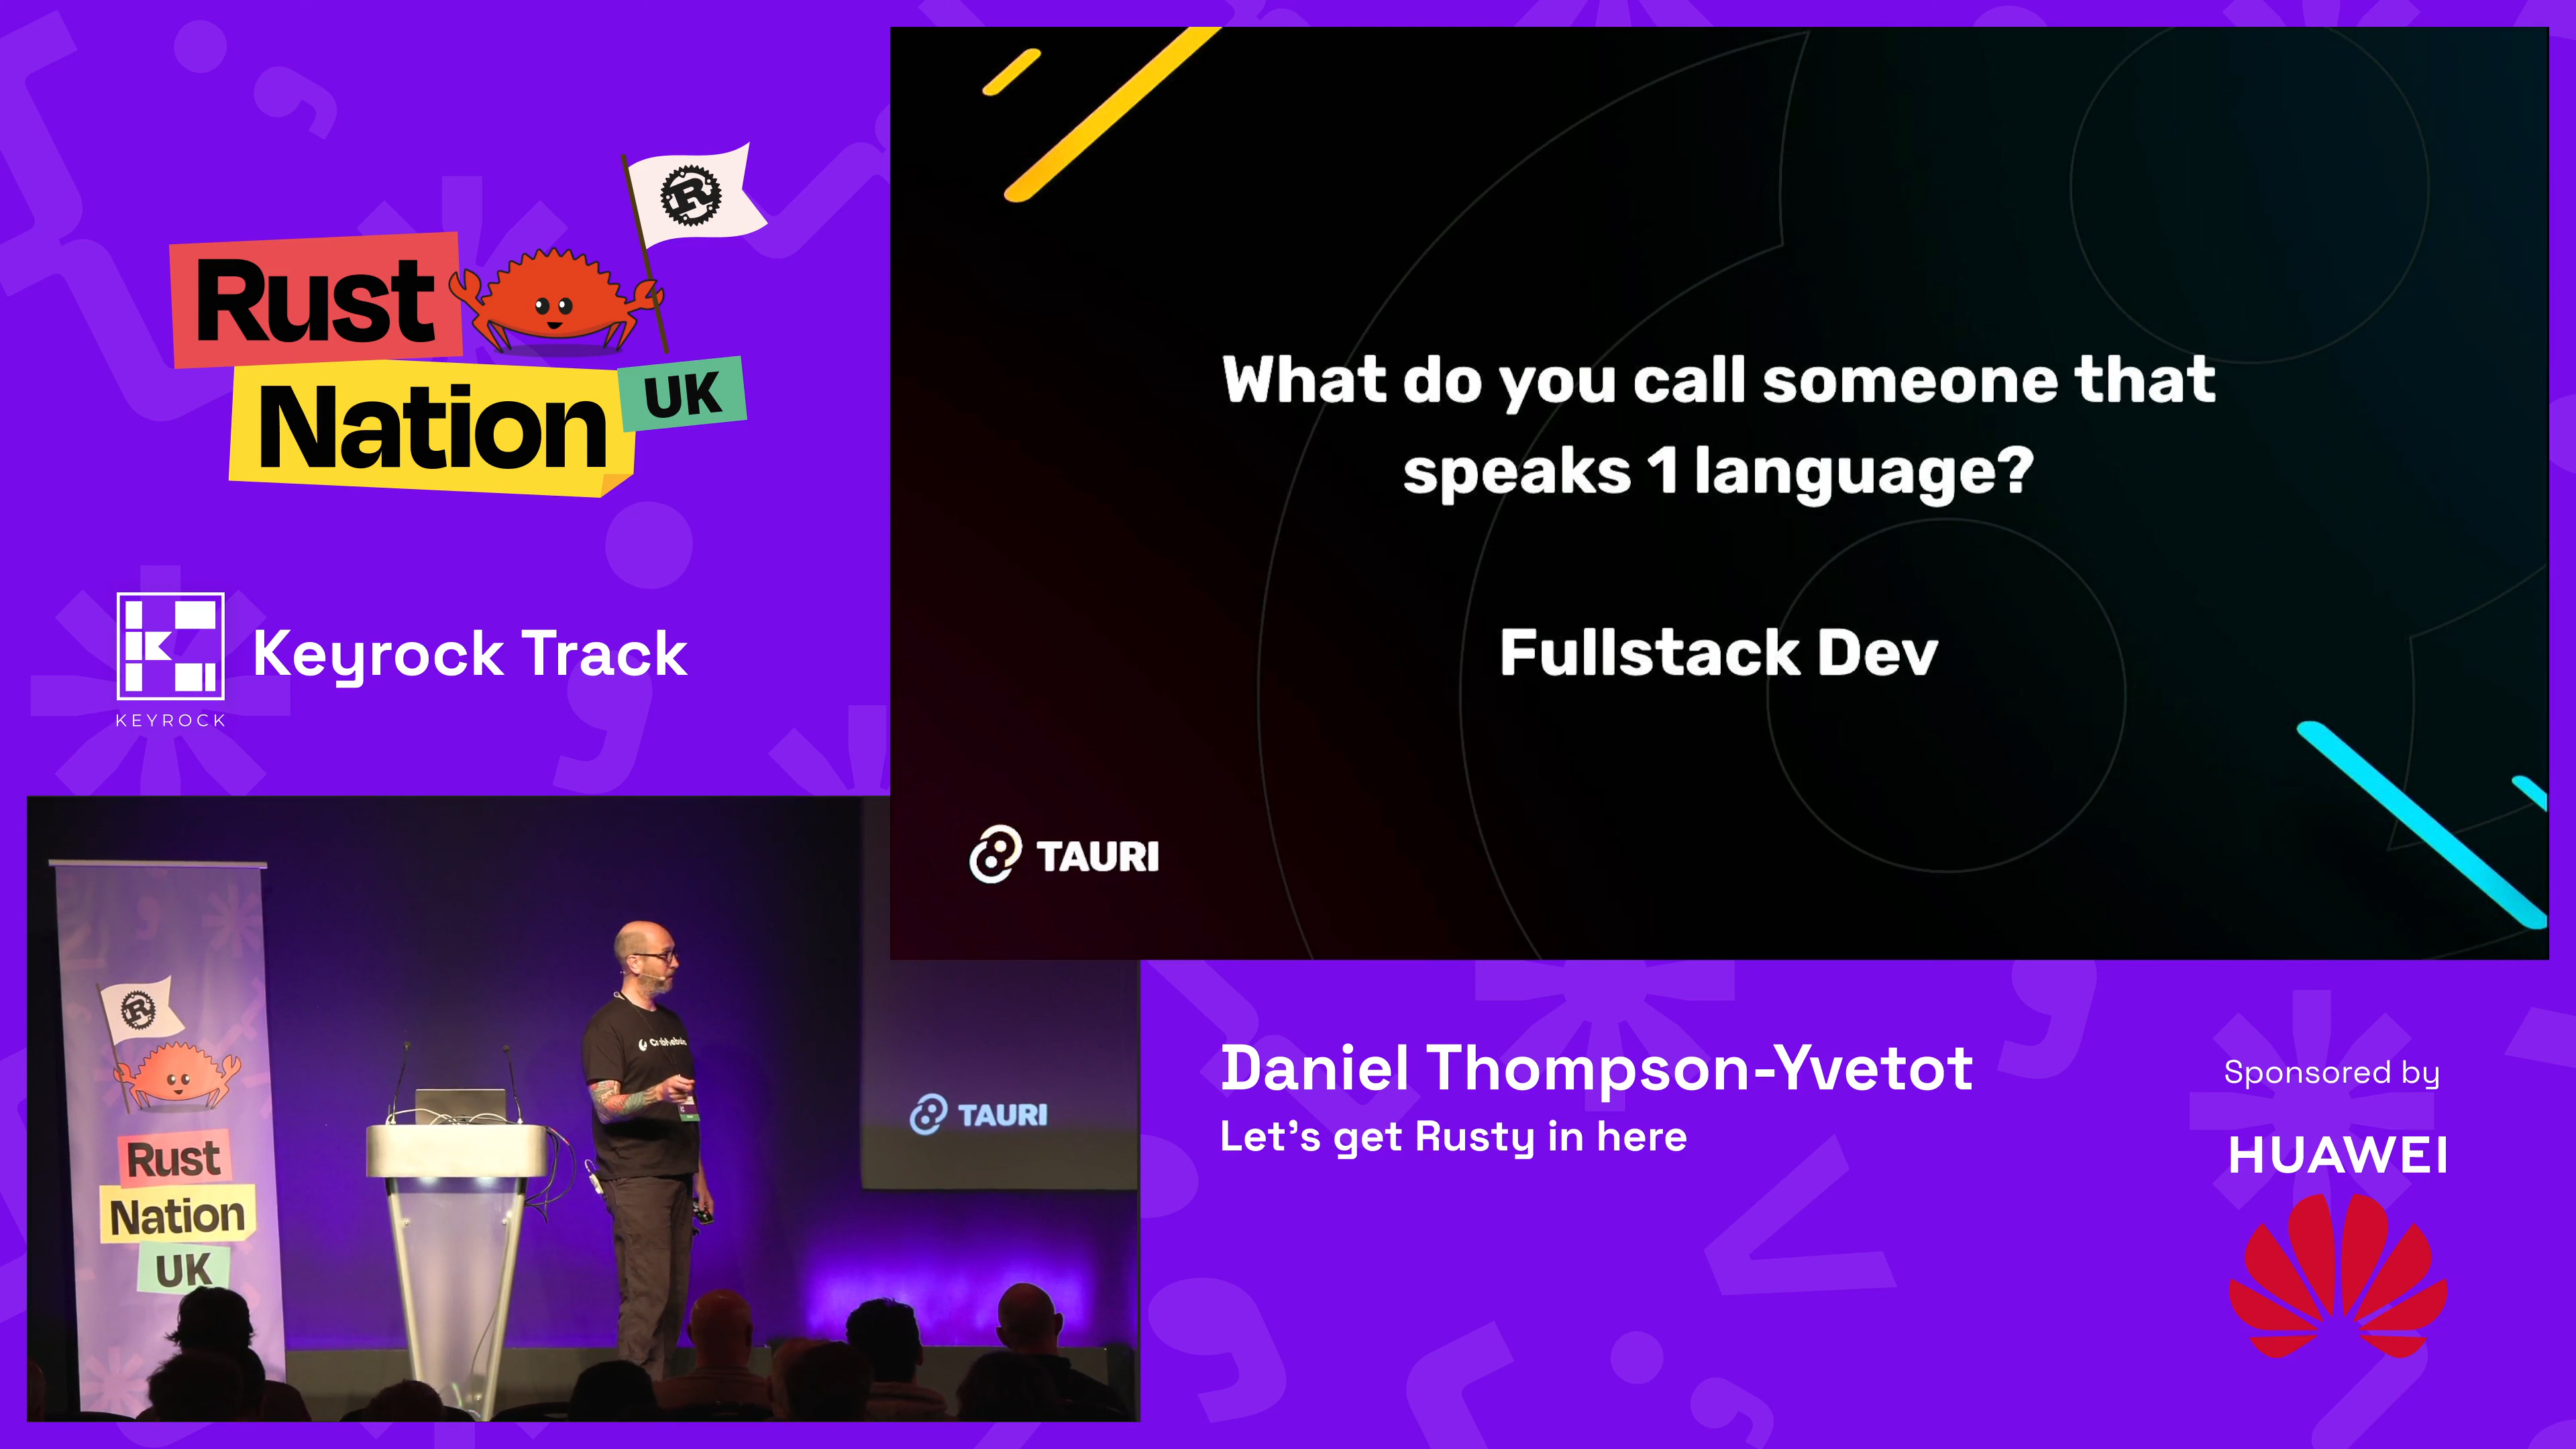 Rust
Nation
UK
R
KEYROCK
Keyrock Track
What do you call someone that
speaks 1 language?
Fullstack Dev
TAURI
R
Rust
Nation
UK
TAURI
Daniel Thompson-Yvetot
Let's get Rusty in here
Sponsored by
HUAWEI